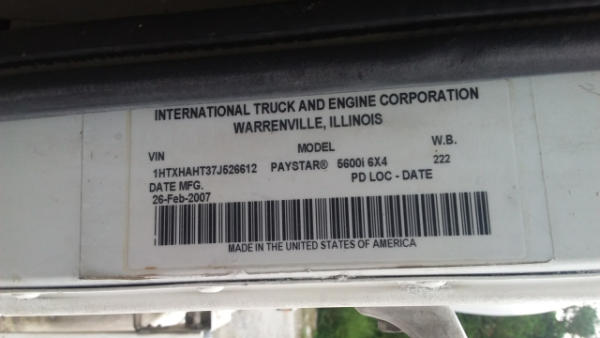 INTERNATIONAL TRUCK AND ENGINE CORPORATION
WARRENVILLE, ILLINOIS
VIN MODEL W.B.
1HTXHAHT37J526612 PAYSTAR® 5600i 6X4 222
DATE MFG. PD LOC - DATE
26-Feb-2007
MADE IN THE UNITED STATES OF AMERICA